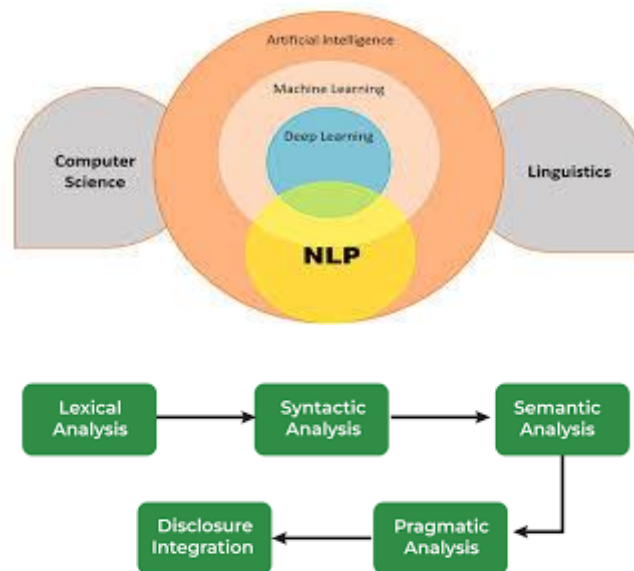 Artificial Intelligence
Machine Learning
Deep Learning
Computer
Science
Linguistics
NLP
Lexical
Analysis
Syntactic
Analysis
Semantic
Analysis
Disclosure
Integration
Pragmatic
Analysis